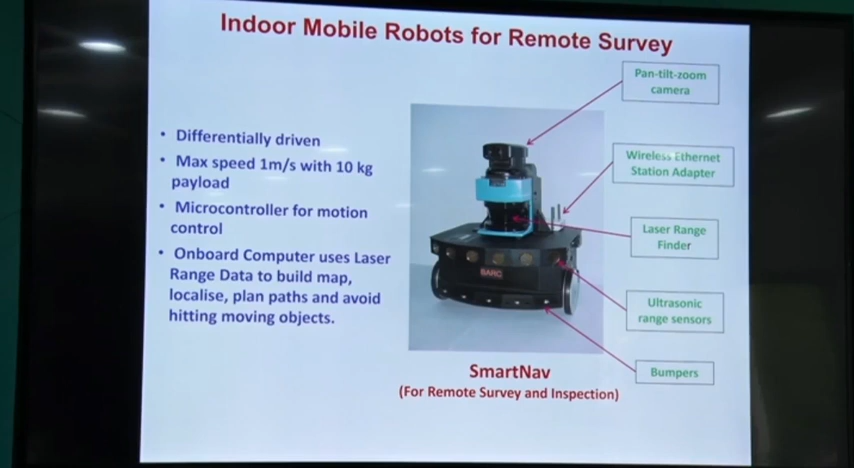 Indoor Mobile Robots for Remote Survey
Pan-tilt-zoom
camera
• Differentially driven
• Max speed 1m/s with 10 kg
payload
• Microcontroller for motion
control
• Onboard Computer uses Laser
Range Data to build map,
localise, plan paths and avoid
hitting moving objects.
Wireless Ethernet
Station Adapter
Laser Range
Finder
BARC
Ultrasonic
range sensors
Bumpers
SmartNav
(For Remote Survey and Inspection)